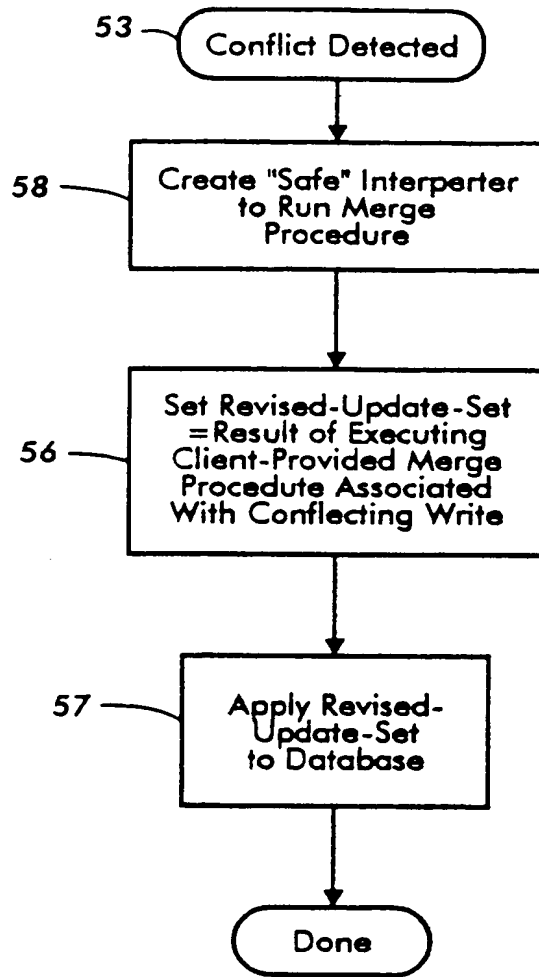 53
Conflict Detected
58
Create "Safe" Interperter
to Run Merge
Procedure
56
Set Revised-Update-Set
=Result of Executing
Client-Provided Merge
Procedute Associated
With Conflecting Write
57
Apply Revised-
Update-Set
to Database
Done